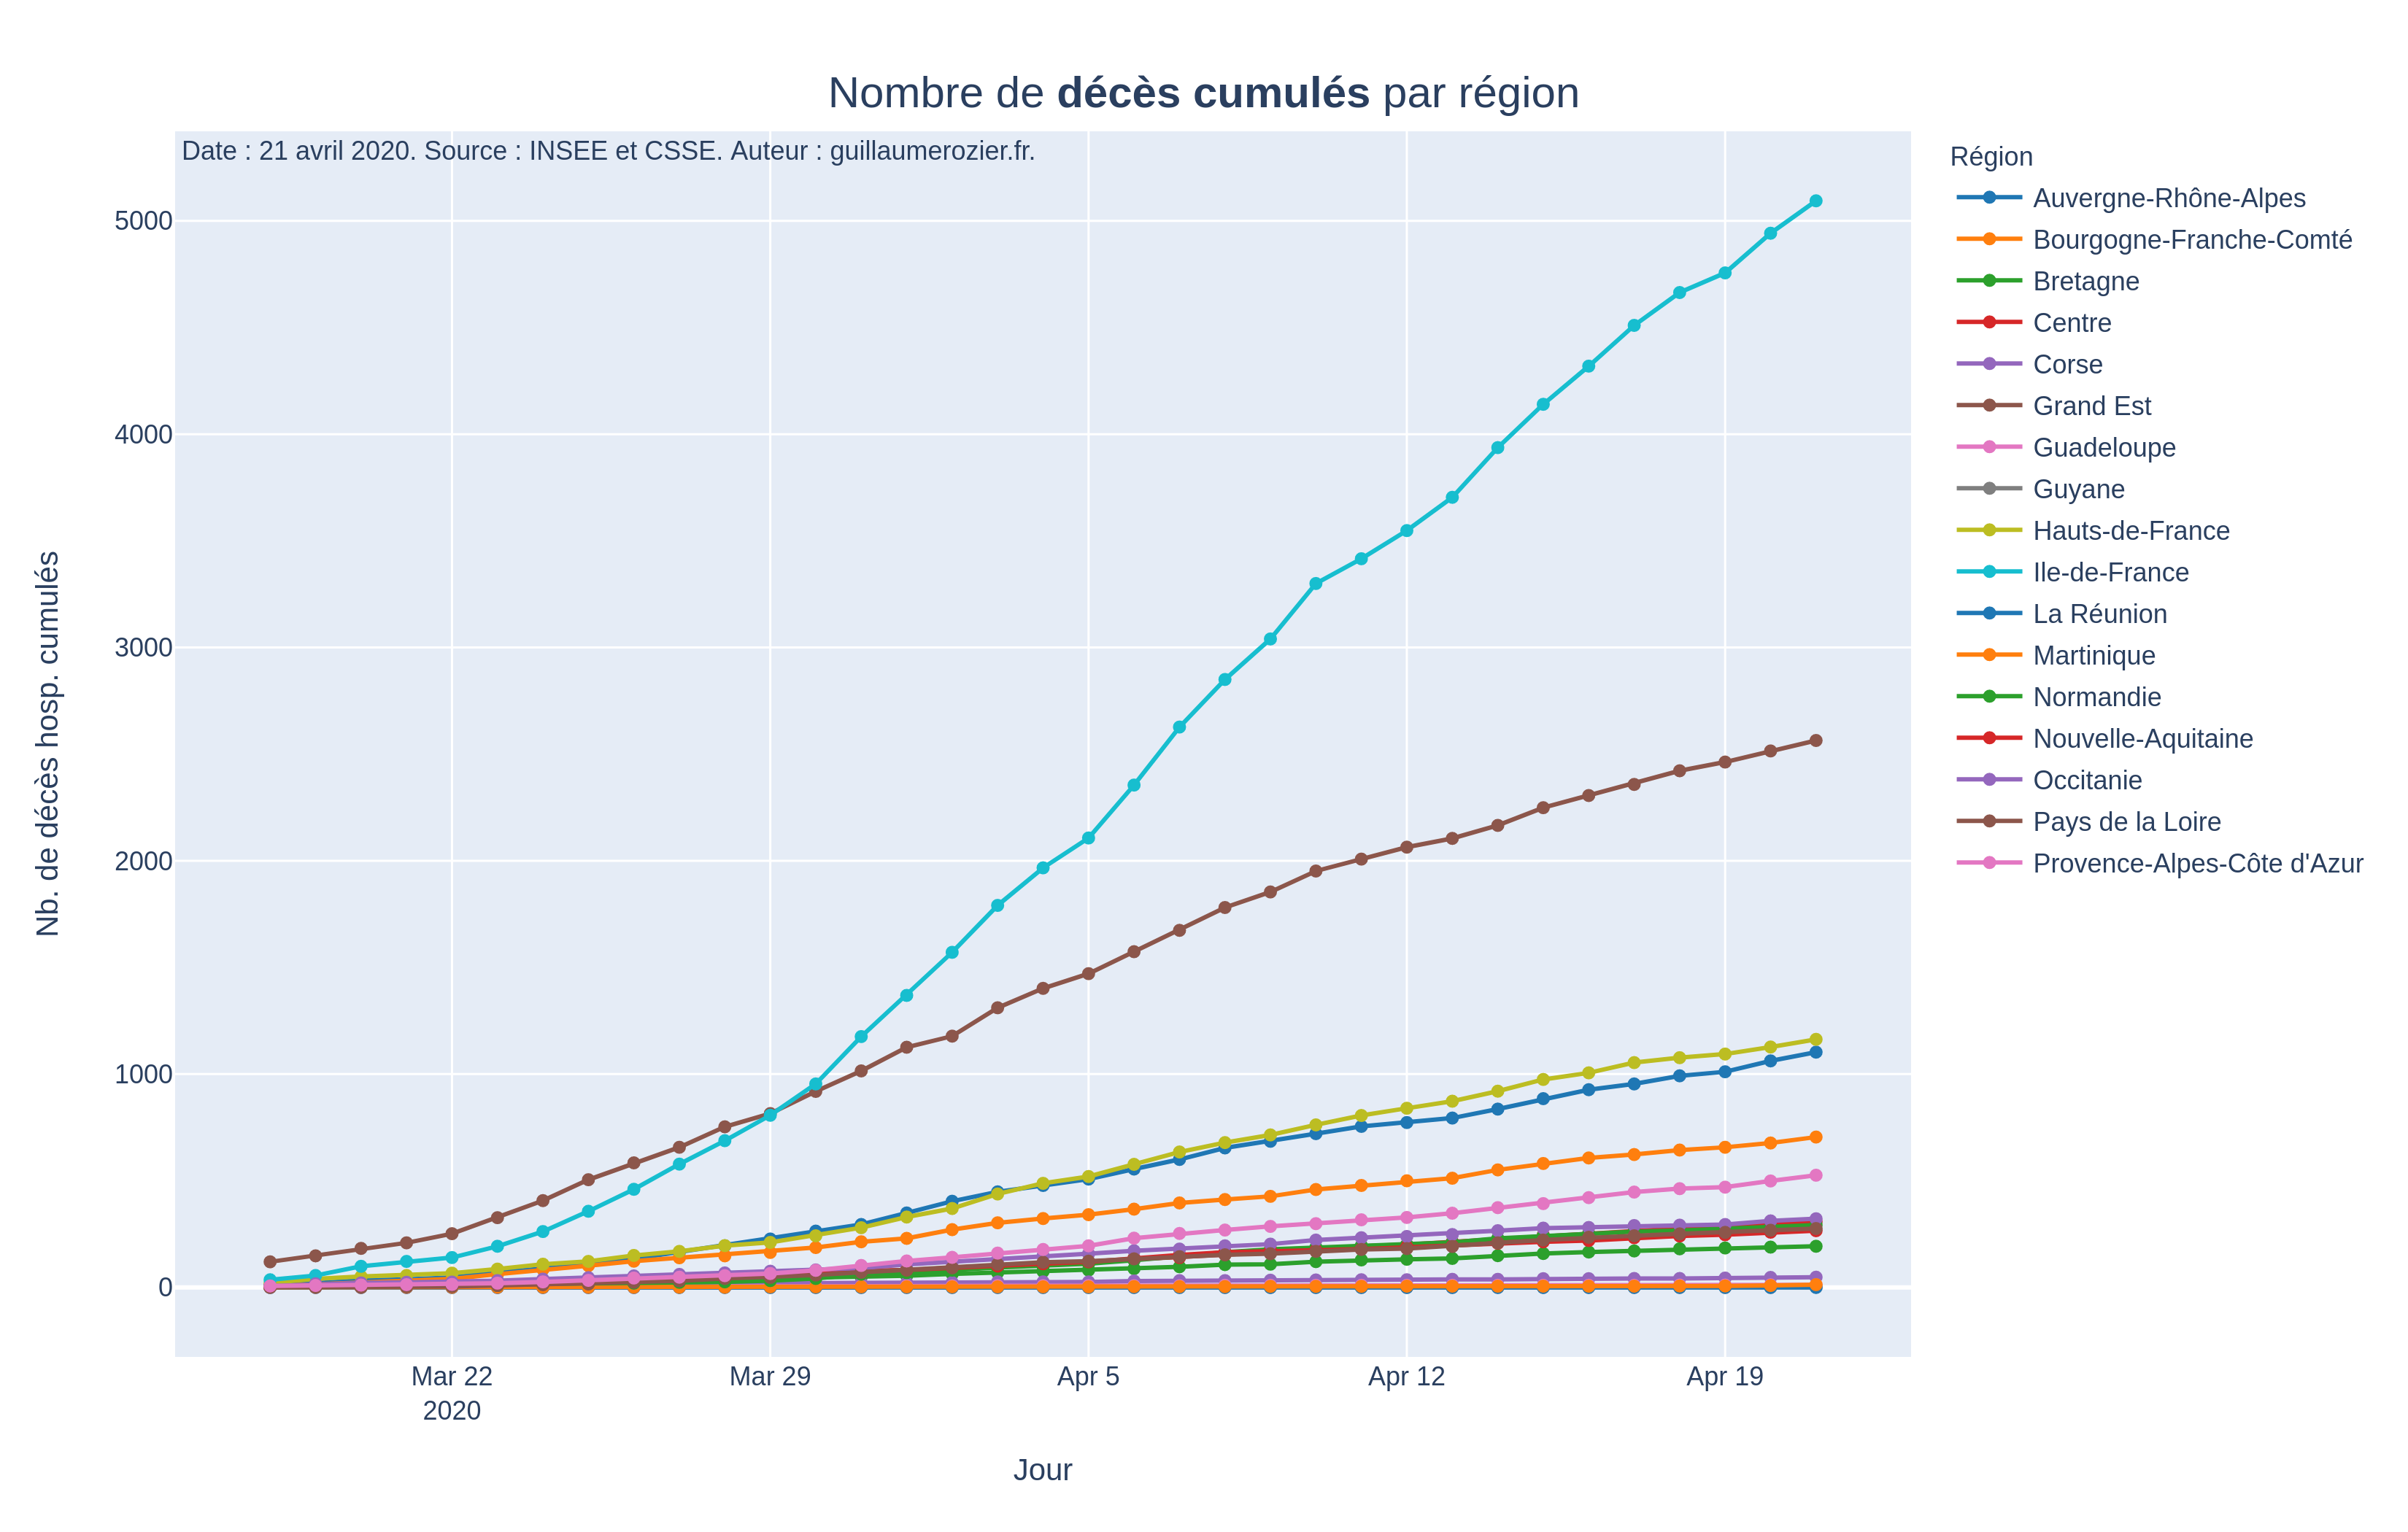 Nombre de décès cumulés par région
Date : 21 avril 2020. Source : INSEE et CSSE. Auteur : guillaumerozier.fr.
Nb. de décès hosp. cumulés
5000
4000
3000
2000
1000
0
Mar 22
2020
Mar 29
Apr 5
Apr 12
Apr 19
Jour
Région
Auvergne-Rhône-Alpes
Bourgogne-Franche-Comté
Bretagne
Centre
Corse
Grand Est
Guadeloupe
Guyane
Hauts-de-France
Ile-de-France
La Réunion
Martinique
Normandie
Nouvelle-Aquitaine
Occitanie
Pays de la Loire
Provence-Alpes-Côte d'Azur